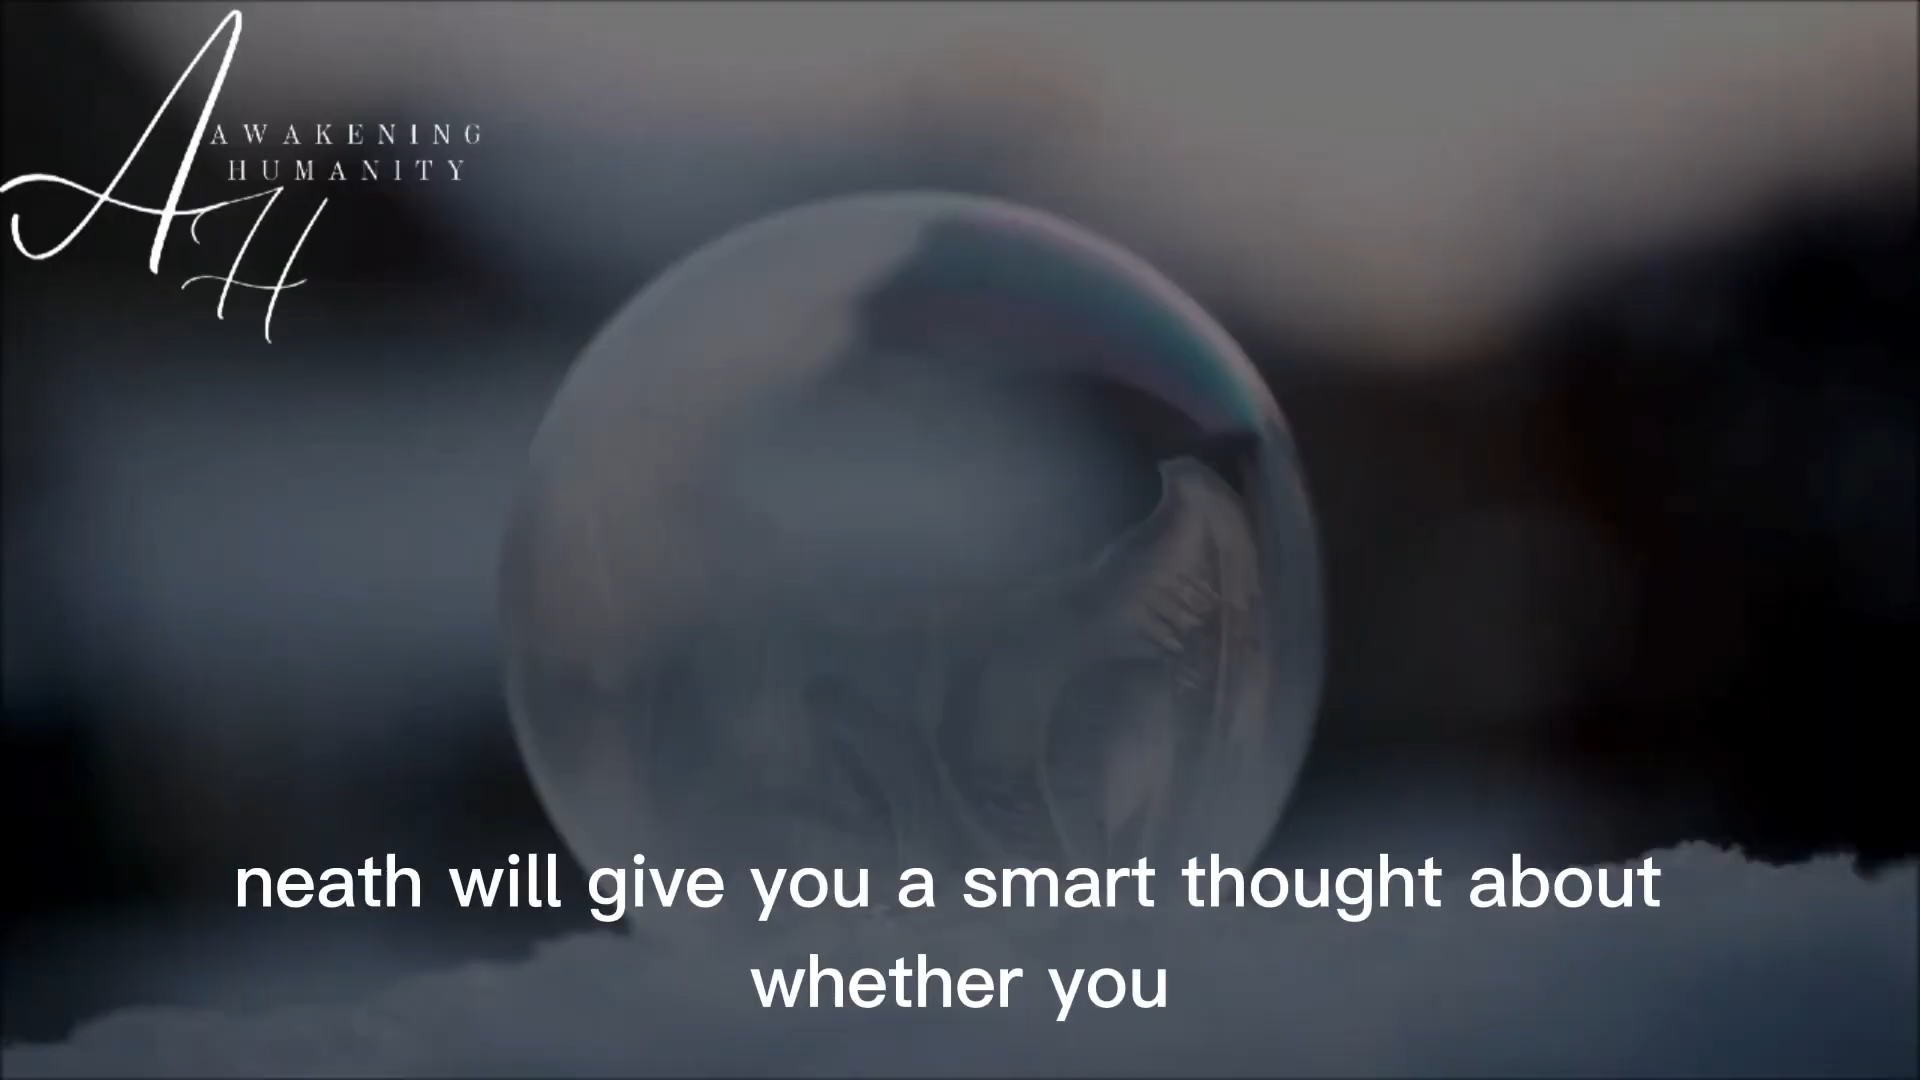 A
AWAKENING
HUMANITY
H
neath will give you a smart thought about
whether you